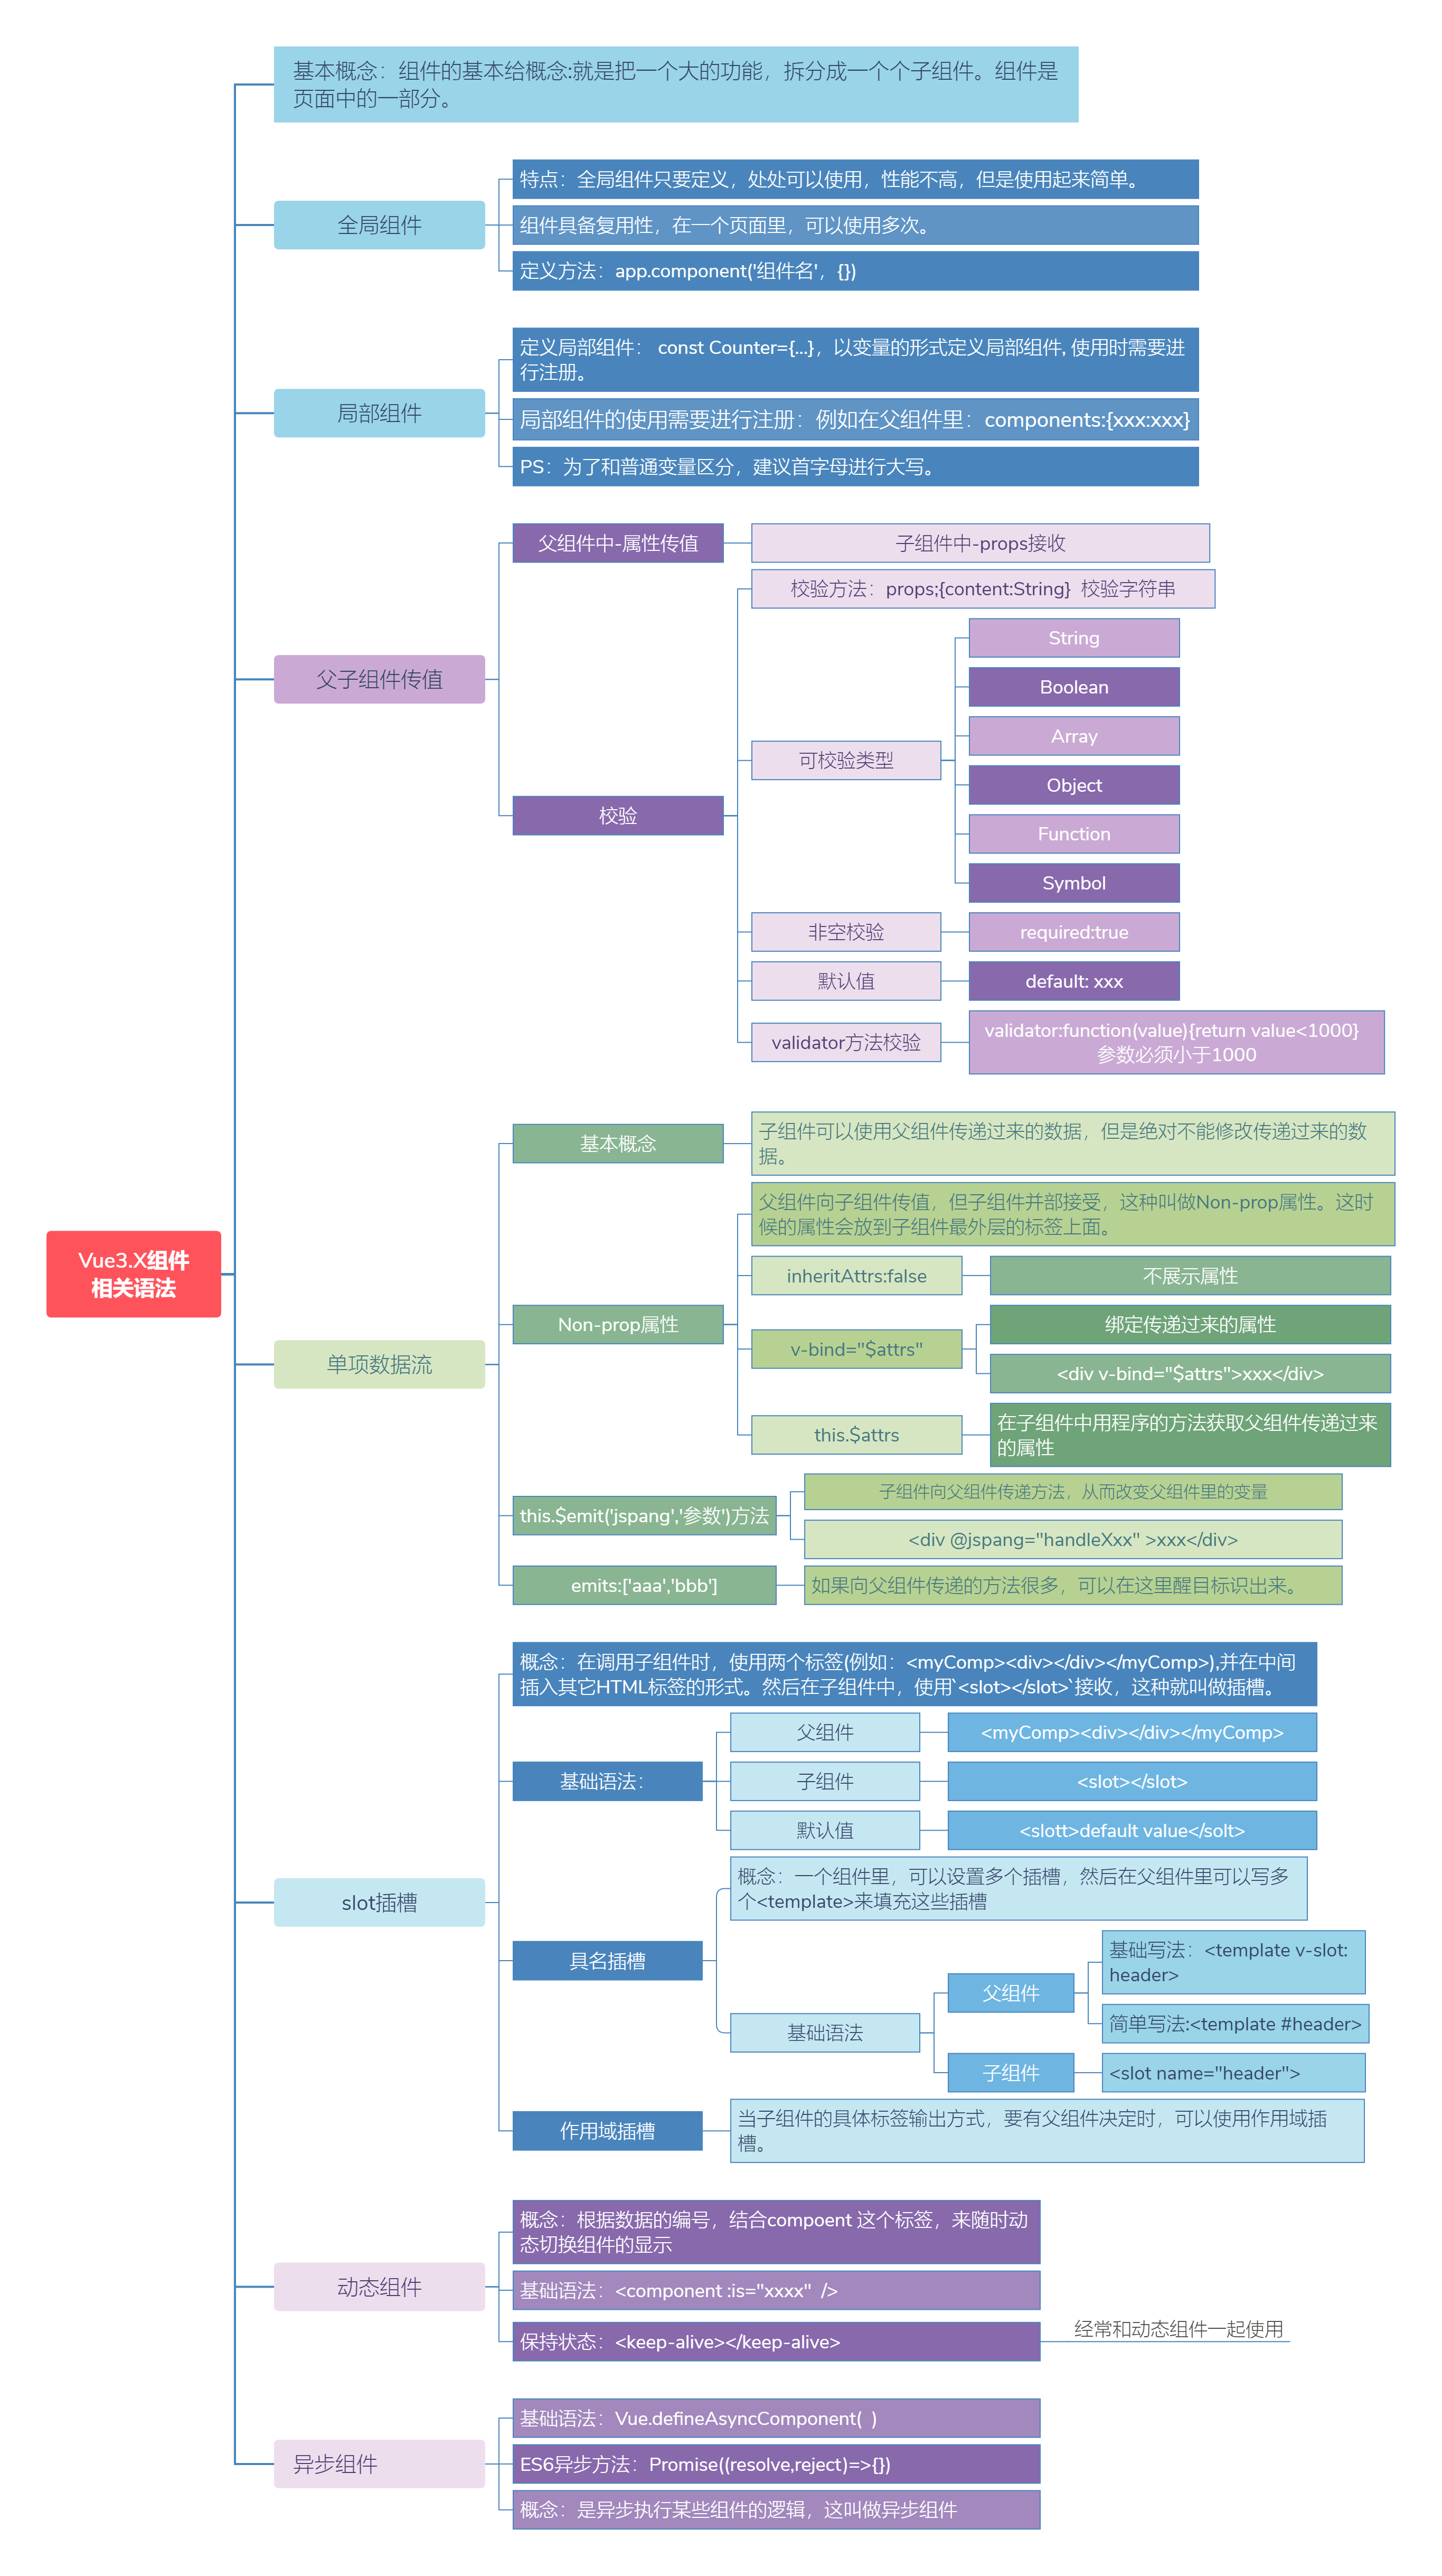 基本概念：组件的基本给概念:就是把一个大的功能，拆分成一个个子组件。组件是
页面中的一部分。
全局组件
特点：全局组件只要定义，处处可以使用，性能不高，但是使用起来简单。
组件具备复用性，在一个页面里，可以使用多次。
定义方法：app.component('组件名'，{})
局部组件
定义局部组件： const Counter={...}，以变量的形式定义局部组件, 使用时需要进
行注册。
局部组件的使用需要进行注册：例如在父组件里：components:{xxx:xxx}
PS：为了和普通变量区分，建议首字母进行大写。
父子组件传值
父组件中-属性传值
子组件中-props接收
校验
校验方法：props;{content:String} 校验字符串
可校验类型
String
Boolean
Array
Object
Function
Symbol
非空校验
required:true
默认值
default: xxx
validator方法校验
validator:function(value){return value<1000}
参数必须小于1000
Vue3.X组件
相关语法
单项数据流
基本概念
子组件可以使用父组件传递过来的数据，但是绝对不能修改传递过来的数
据。
Non-prop属性
父组件向子组件传值，但子组件并部接受，这种叫做Non-prop属性。这时
候的属性会放到子组件最外层的标签上面。
inheritAttrs:false
不展示属性
v-bind="$attrs"
绑定传递过来的属性
<div v-bind="$attrs">xxx</div>
this.$attrs
在子组件中用程序的方法获取父组件传递过来
的属性
this.$emit('jspang','参数')方法
子组件向父组件传递方法，从而改变父组件里的变量
<div @jspang="handleXxx" >xxx</div>
emits:['aaa','bbb']
如果向父组件传递的方法很多，可以在这里醒目标识出来。
slot插槽
概念：在调用子组件时，使用两个标签(例如：<myComp><div></div></myComp>),并在中间
插入其它HTML标签的形式。然后在子组件中，使用`<slot></slot>`接收，这种就叫做插槽。
基础语法：
父组件
<myComp><div></div></myComp>
子组件
<slot></slot>
默认值
<slott>default value</solt>
具名插槽
概念：一个组件里，可以设置多个插槽，然后在父组件里可以写多
个<template>来填充这些插槽
基础语法
父组件
基础写法：<template v-slot:
header>
简单写法:<template #header>
子组件
<slot name="header">
作用域插槽
当子组件的具体标签输出方式，要有父组件决定时，可以使用作用域插
槽。
动态组件
概念：根据数据的编号，结合compoent 这个标签，来随时动
态切换组件的显示
基础语法：<component :is="xxxx" />
保持状态：<keep-alive></keep-alive>
经常和动态组件一起使用
异步组件
基础语法：Vue.defineAsyncComponent( )
ES6异步方法：Promise((resolve,reject)=>{})
概念：是异步执行某些组件的逻辑，这叫做异步组件